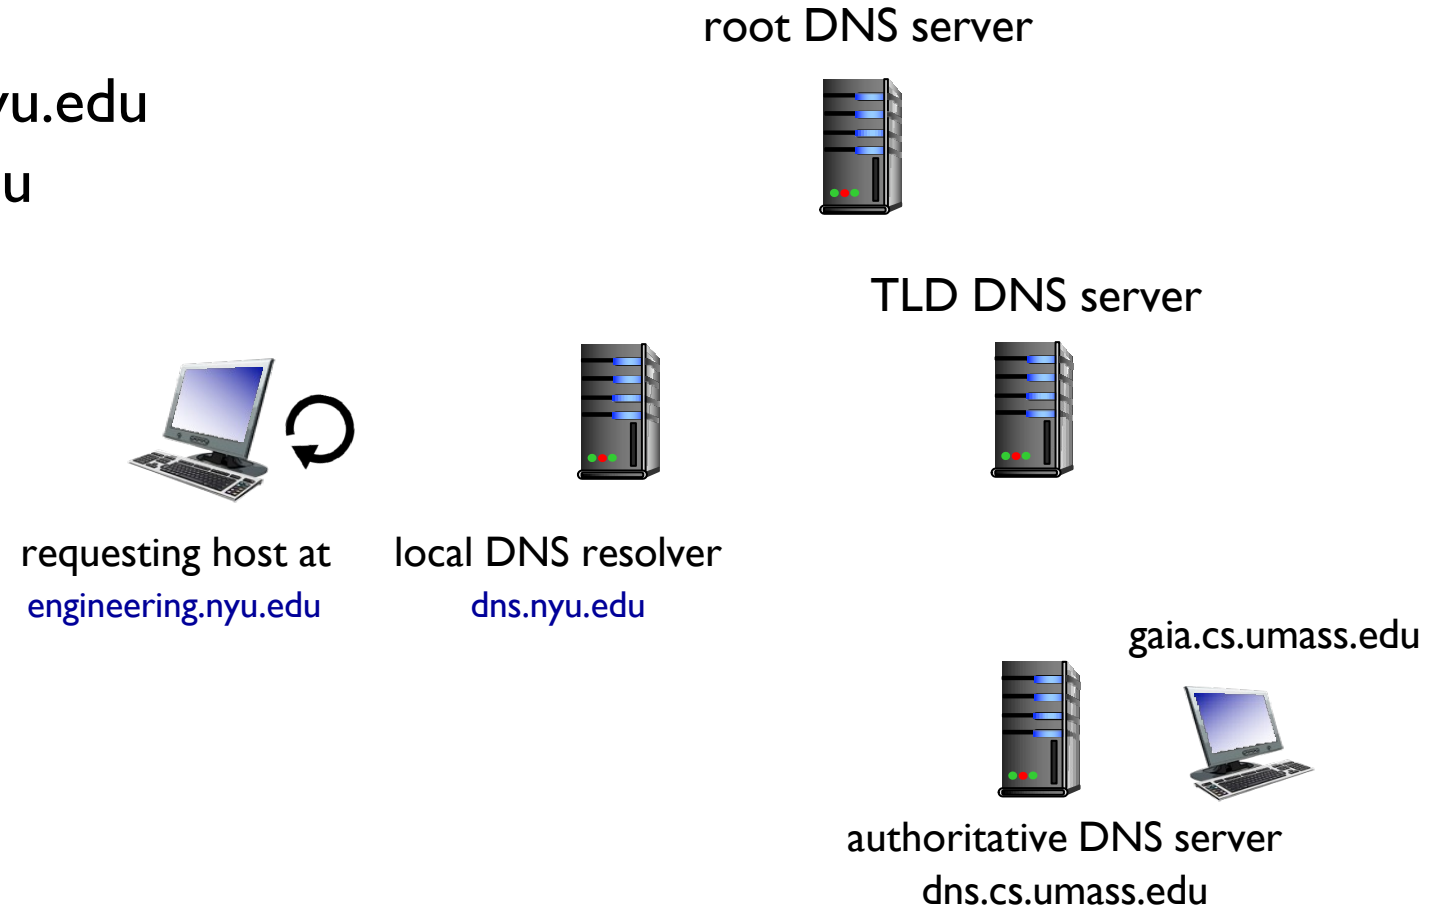 root DNS server
yu.edu
u
TLD DNS server
requesting host at
engineering.nyu.edu
local DNS resolver
dns.nyu.edu
gaia.cs.umass.edu
authoritative DNS server
dns.cs.umass.edu